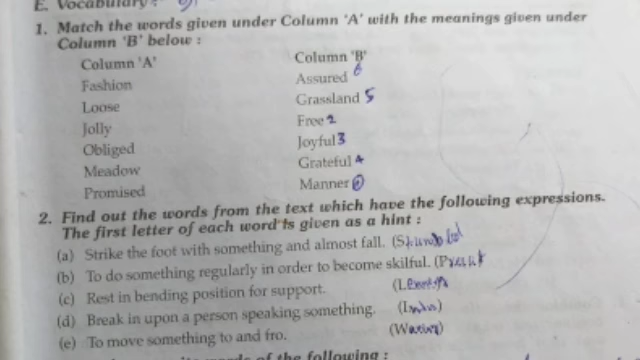 E. Vocabulary :
1. Match the words given under Column 'A' with the meanings given under
Column 'B' below :
Column 'A' Column 'B'
Fashion Assured 6
Loose Grassland 5
Jolly Free 2
Obliged Joyful 3
Meadow Grateful 4
Promised Manner
2. Find out the words from the text which have the following expressions.
The first letter of each word is given as a hint :
(a) Strike the foot with something and almost fall. (S
(b) To do something regularly in order to become skilful. (P
(c) Rest in bending position for support. (L
(d) Break in upon a person speaking something. (I
(e) To move something to and fro. (Waving)
of the following :